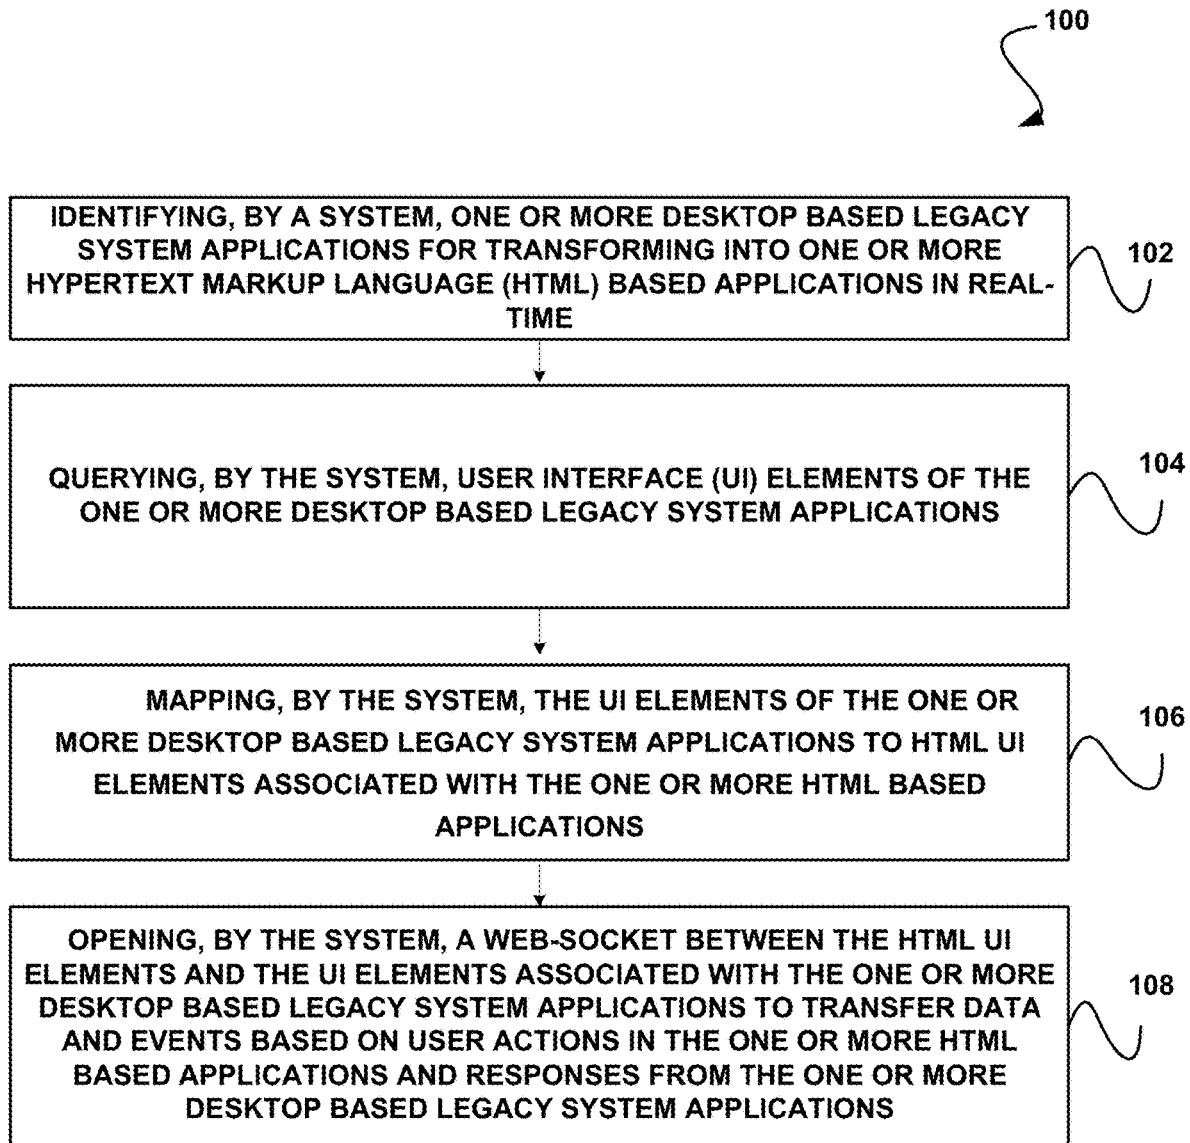 100
IDENTIFYING, BY A SYSTEM, ONE OR MORE DESKTOP BASED LEGACY
SYSTEM APPLICATIONS FOR TRANSFORMING INTO ONE OR MORE
HYPERTEXT MARKUP LANGUAGE (HTML) BASED APPLICATIONS IN REAL-
TIME
102
QUERYING, BY THE SYSTEM, USER INTERFACE (UI) ELEMENTS OF THE
ONE OR MORE DESKTOP BASED LEGACY SYSTEM APPLICATIONS
104
MAPPING, BY THE SYSTEM, THE UI ELEMENTS OF THE ONE OR
MORE DESKTOP BASED LEGACY SYSTEM APPLICATIONS TO HTML UI
ELEMENTS ASSOCIATED WITH THE ONE OR MORE HTML BASED
APPLICATIONS
106
OPENING, BY THE SYSTEM, A WEB-SOCKET BETWEEN THE HTML UI
ELEMENTS AND THE UI ELEMENTS ASSOCIATED WITH THE ONE OR MORE
DESKTOP BASED LEGACY SYSTEM APPLICATIONS TO TRANSFER DATA
AND EVENTS BASED ON USER ACTIONS IN THE ONE OR MORE HTML
BASED APPLICATIONS AND RESPONSES FROM THE ONE OR MORE
DESKTOP BASED LEGACY SYSTEM APPLICATIONS
108